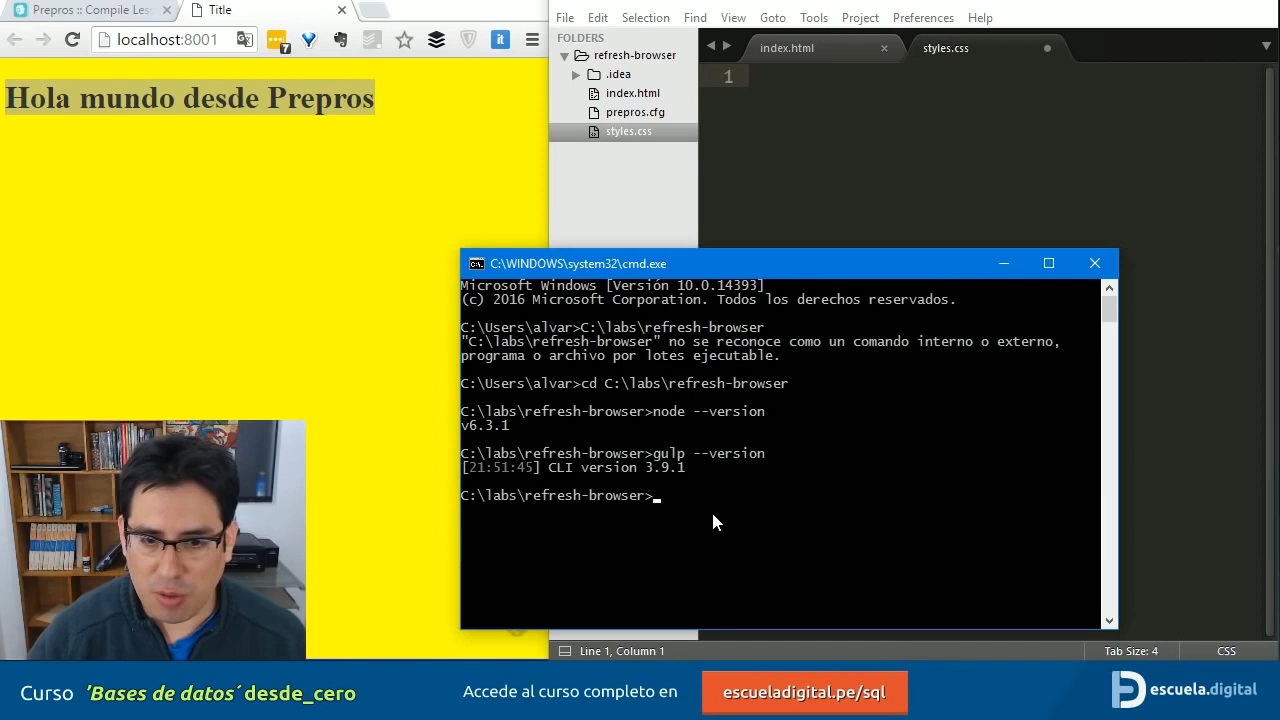 Prepros :: Compile Les
Title
localhost:8001
7
it
Hola mundo desde Prepros
File Edit Selection Find View Goto Tools Project Preferences Help
FOLDERS
refresh-browser
.idea
index.html
prepros.cfg
styles.css
index.html
styles.css
1
C:\WINDOWS\system32\cmd.exe
Microsoft Windows [Versión 10.0.14393]
(c) 2016 Microsoft Corporation. Todos los derechos reservados.
C:\Users\alvar>C:\labs\refresh-browser
"C:\labs\refresh-browser" no se reconoce como un comando interno o externo,
programa o archivo por lotes ejecutable.
C:\Users\alvar>cd C:\labs\refresh-browser
C:\labs\refresh-browser>node --version
v6.3.1
C:\labs\refresh-browser>gulp --version
[21:51:45] CLI version 3.9.1
C:\labs\refresh-browser>
Line 1, Column 1
Tab Size: 4
CSS
Curso 'Bases de datos´ desde_cero
Accede al curso completo en
escueladigital.pe/sql
escuela.digital